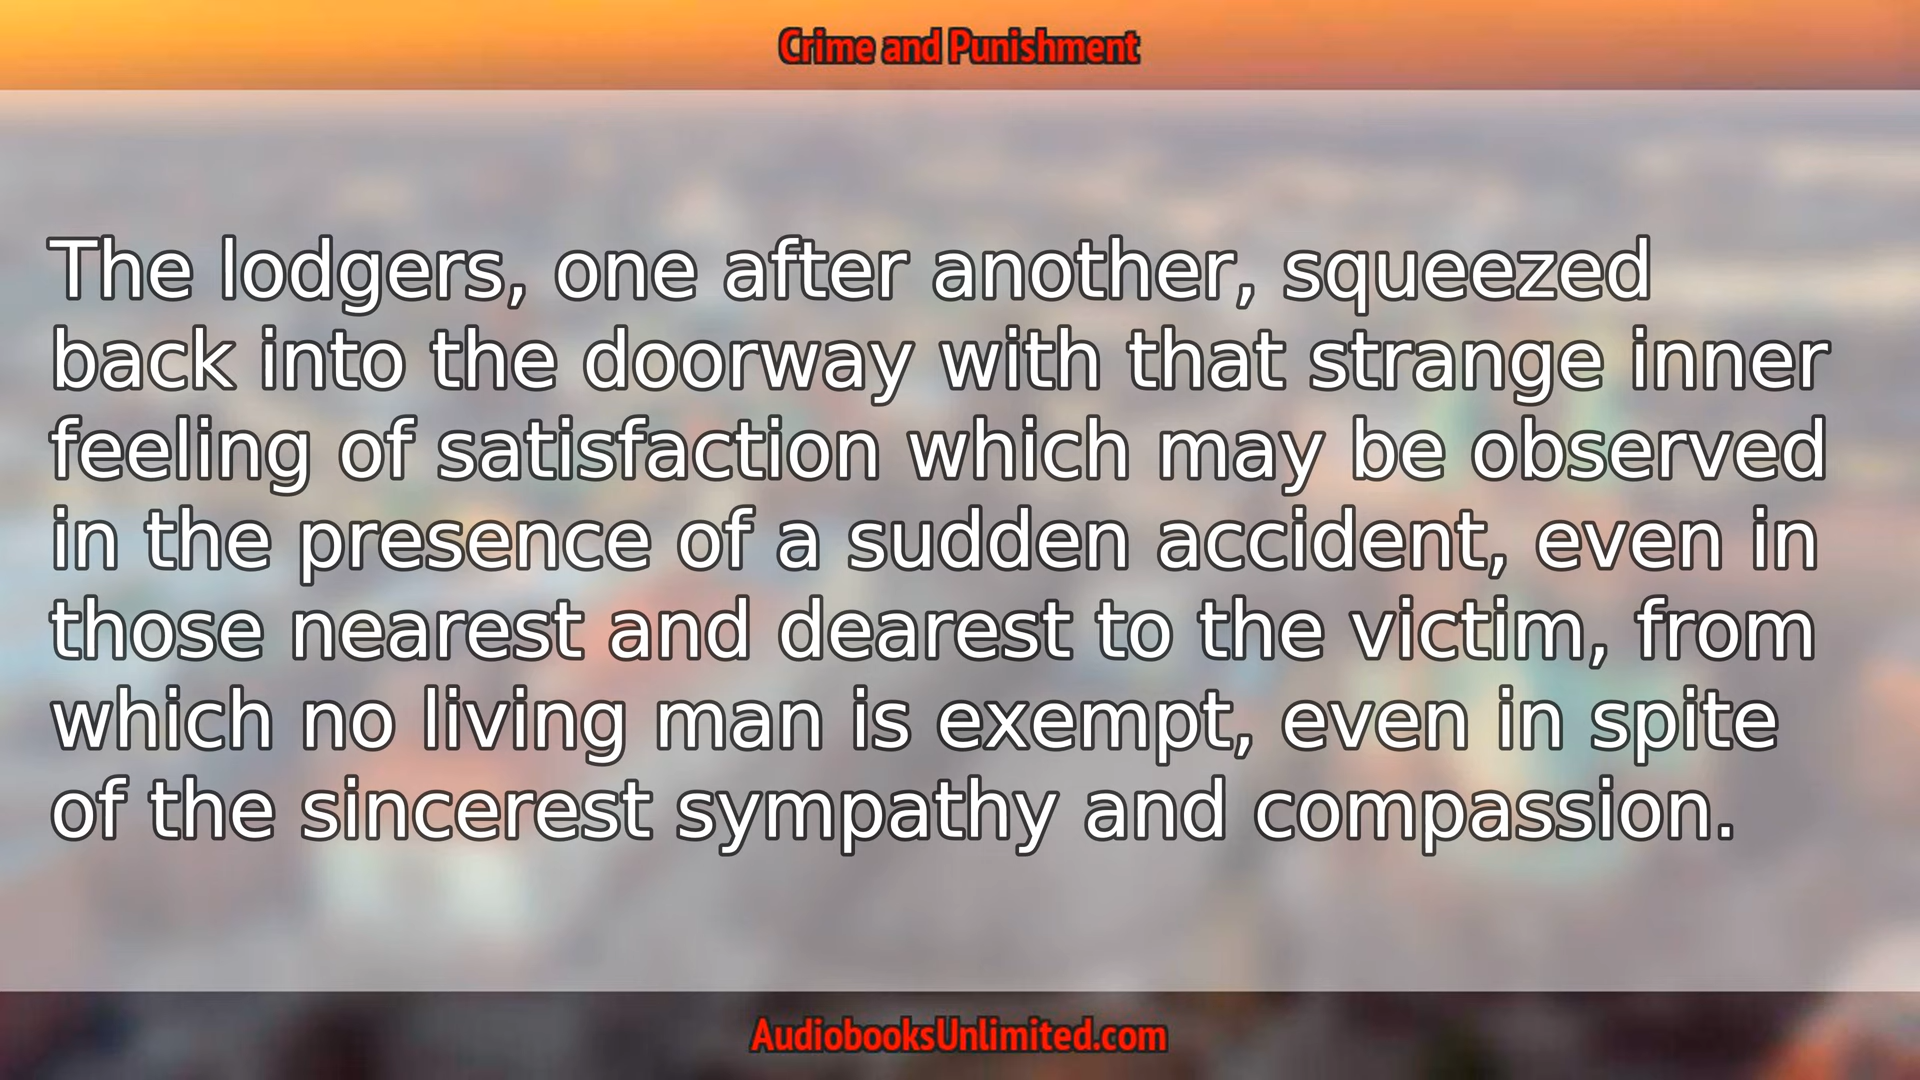 Crime and Punishment
The lodgers, one after another, squeezed
back into the doorway with that strange inner
feeling of satisfaction which may be observed
in the presence of a sudden accident, even in
those nearest and dearest to the victim, from
which no living man is exempt, even in spite
of the sincerest sympathy and compassion.
AudiobooksUnlimited.com